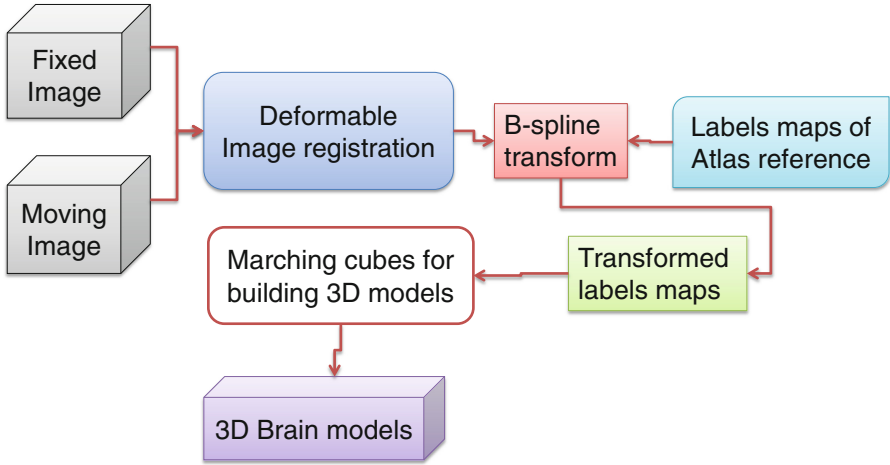 Fixed
Image
Deformable
Image registration
B-spline
transform
Labels maps of
Atlas reference
Moving
Image
Marching cubes for
building 3D models
Transformed
labels maps
3D Brain models